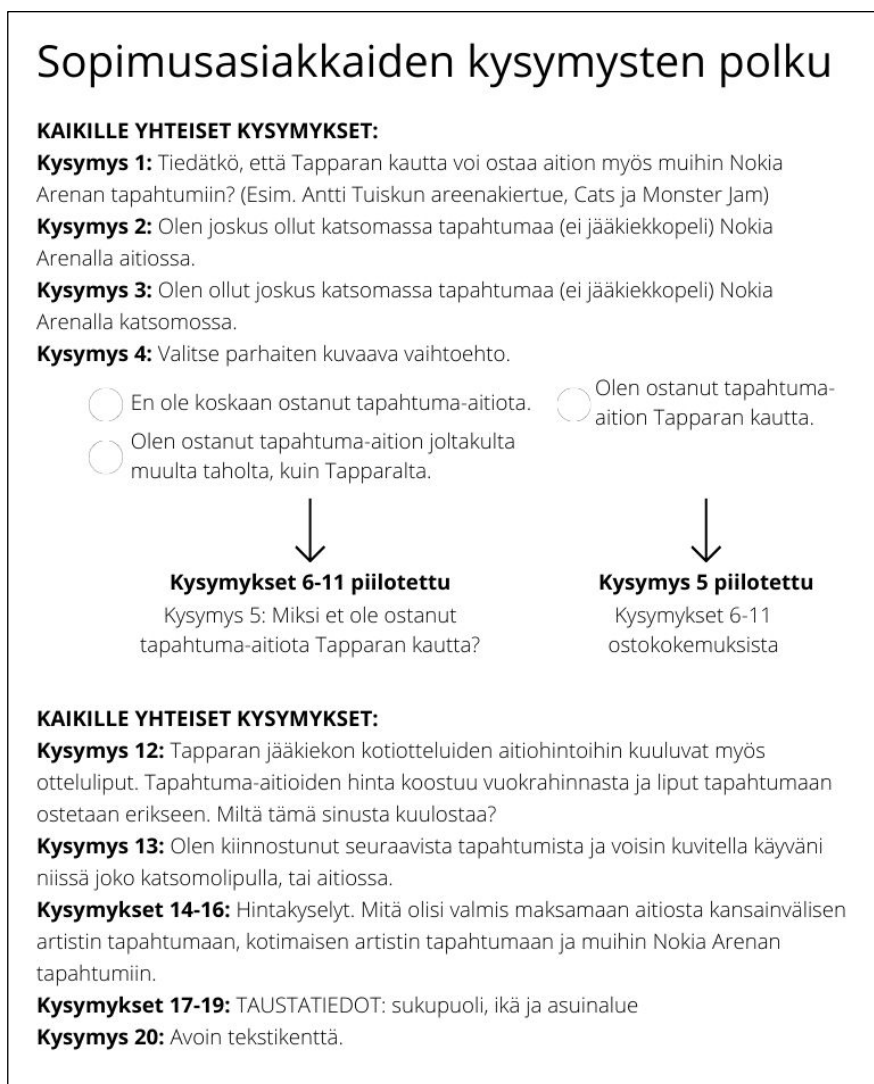 Sopimusasiakkaiden kysymysten polku
KAIKILLE YHTEISET KYSYMYKSET:
Kysymys 1: Tiedätkö, että Tapparan kautta voi ostaa aition myös muihin Nokia
Arenan tapahtumiin? (Esim. Antti Tuiskun areenakiertue, Cats ja Monster Jam)
Kysymys 2: Olen joskus ollut katsomassa tapahtumaa (ei jääkiekkopeli) Nokia
Arenalla aitiossa.
Kysymys 3: Olen ollut joskus katsomassa tapahtumaa (ei jääkiekkopeli) Nokia
Arenalla katsomossa.
Kysymys 4: Valitse parhaiten kuvaava vaihtoehto.
En ole koskaan ostanut tapahtuma-aitiota.
Olen ostanut tapahtuma-aition joltakulta
muulta taholta, kuin Tapparalta.
Olen ostanut tapahtuma-
aition Tapparan kautta.
Kysymykset 6-11 piilotettu
Kysymys 5: Miksi et ole ostanut
tapahtuma-aitiota Tapparan kautta?
Kysymys 5 piilotettu
Kysymykset 6-11
ostokokemuksista
KAIKILLE YHTEISET KYSYMYKSET:
Kysymys 12: Tapparan jääkiekon kotiotteluiden aitiohintoihin kuuluvat myös
otteluliput. Tapahtuma-aitioiden hinta koostuu vuokrahinnasta ja liput tapahtumaan
ostetaan erikseen. Miltä tämä sinusta kuulostaa?
Kysymys 13: Olen kiinnostunut seuraavista tapahtumista ja voisin kuvitella käyväni
niissä joko katsomolipulla, tai aitiossa.
Kysymykset 14-16: Hintakyselyt. Mitä olisi valmis maksamaan aitiosta kansainvälisen
artistin tapahtumaan, kotimaisen artistin tapahtumaan ja muihin Nokia Arenan
tapahtumiin.
Kysymykset 17-19: TAUSTATIEDOT: sukupuoli, ikä ja asuinalue
Kysymys 20: Avoin tekstikenttä.